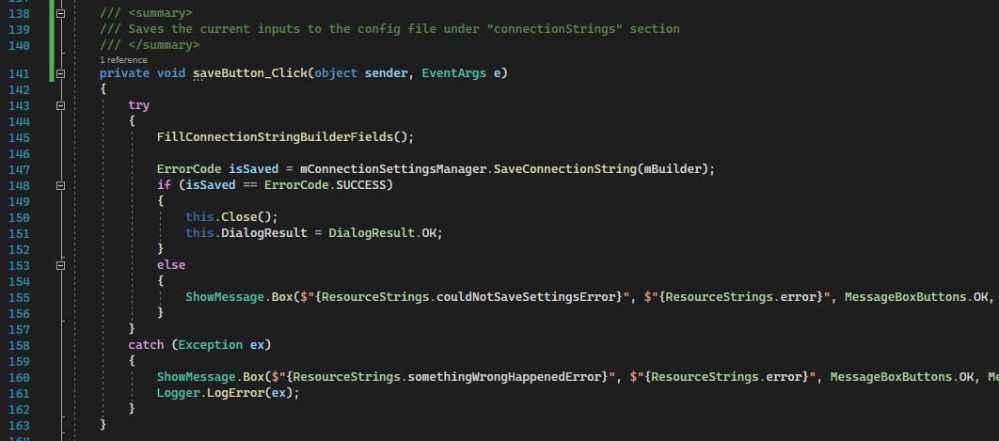 138 /// <summary>
139 /// Saves the current inputs to the config file under "connectionStrings" section
140 /// </summary>
1 reference
141 private void saveButton_Click(object sender, EventArgs e)
142 {
143 try
144 {
145 FillConnectionStringBuilderFields();
146
147 ErrorCode isSaved = mConnectionSettingsManager.SaveConnectionString(mBuilder);
148 if (isSaved == ErrorCode.SUCCESS)
149 {
150 this.Close();
151 this.DialogResult = DialogResult.OK;
152 }
153 else
154 {
155 ShowMessage.Box($"{ResourceStrings.couldNotSaveSettingsError}", $"{ResourceStrings.error}", MessageBoxButtons.OK,
156 }
157 }
158 catch (Exception ex)
159 {
160 ShowMessage.Box($"{ResourceStrings.somethingWrongHappenedError}", $"{ResourceStrings.error}", MessageBoxButtons.OK, Me
161 Logger.LogError(ex);
162 }
163 }